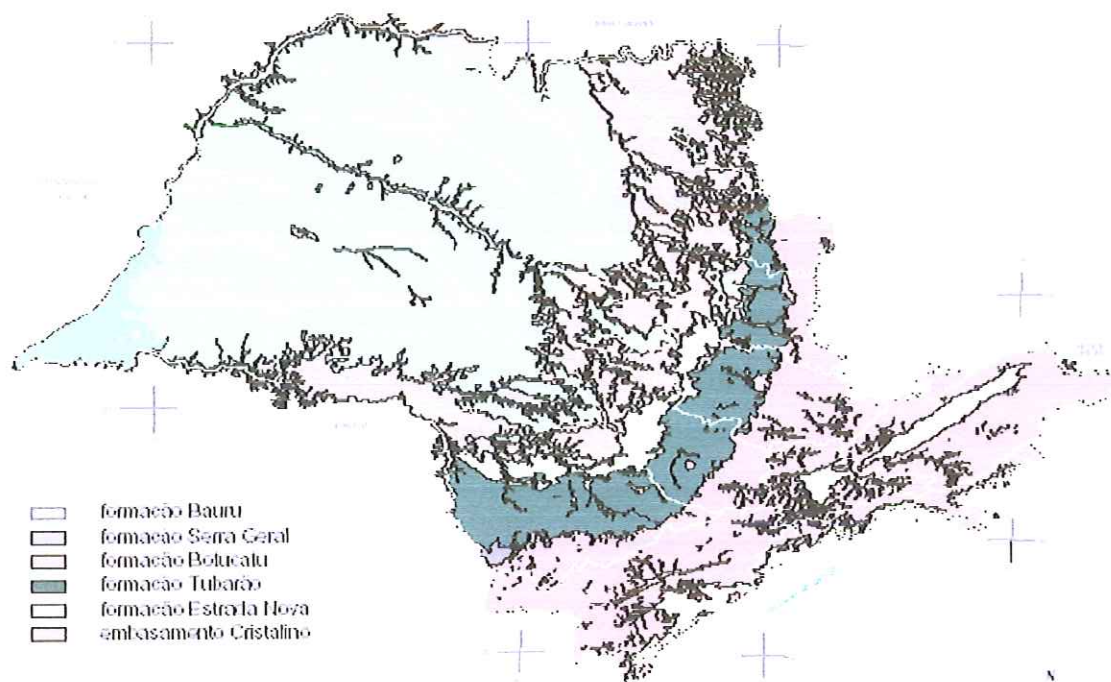 formação Bauru
formação Serra Geral
formação Botucatu
formação Tubarão
formação Estrada Nova
embasamento Cristalino
N